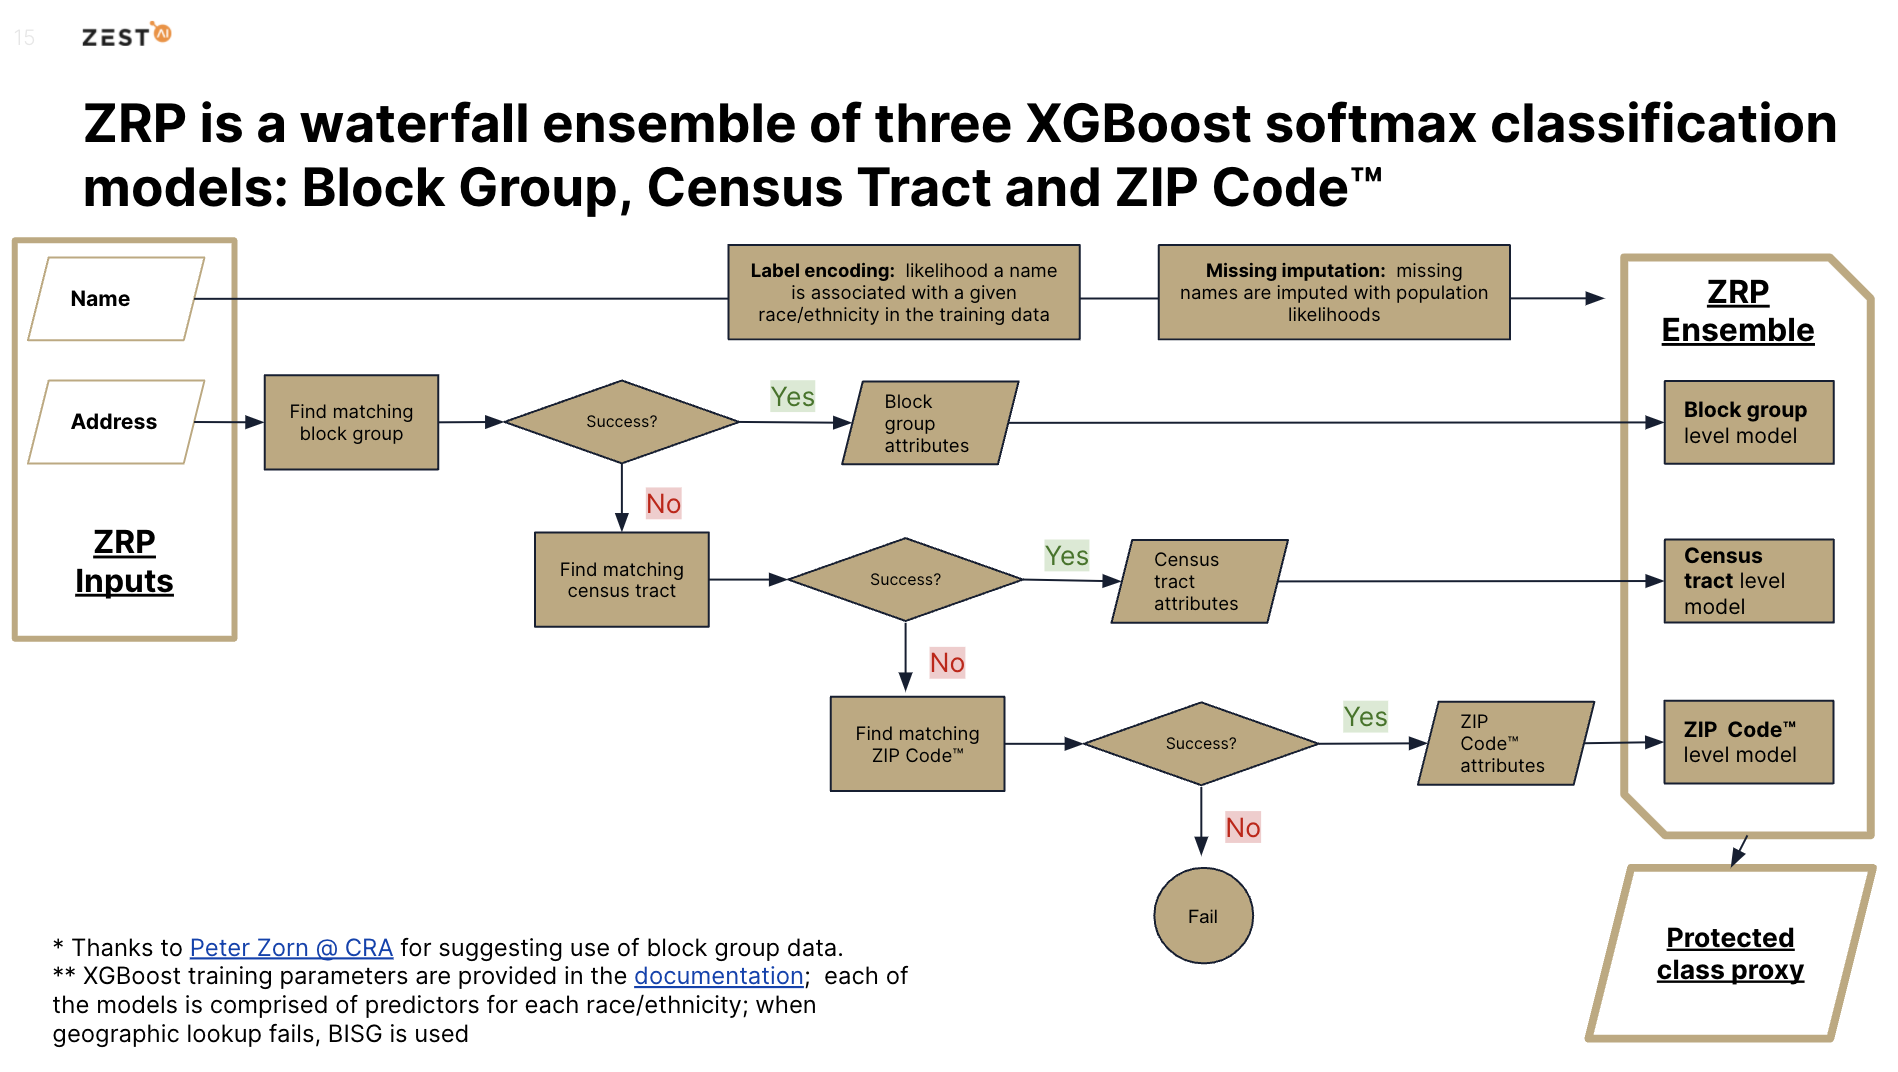 15
ZEST AI
ZRP is a waterfall ensemble of three XGBoost softmax classification
models: Block Group, Census Tract and ZIP Code™
Name
Label encoding: likelihood a name
is associated with a given
race/ethnicity in the training data
Missing imputation: missing
names are imputed with population
likelihoods
ZRP
Ensemble
Address
Find matching
block group
Success?
Yes
Block
group
attributes
Block group
level model
No
ZRP
Inputs
Find matching
census tract
Success?
Yes
Census
tract
attributes
Census
tract level
model
No
Find matching
ZIP Code™
Success?
Yes
ZIP
Code™
attributes
ZIP Code™
level model
No
Fail
Protected
class proxy
* Thanks to Peter Zorn @ CRA for suggesting use of block group data.
** XGBoost training parameters are provided in the documentation; each of
the models is comprised of predictors for each race/ethnicity; when
geographic lookup fails, BISG is used